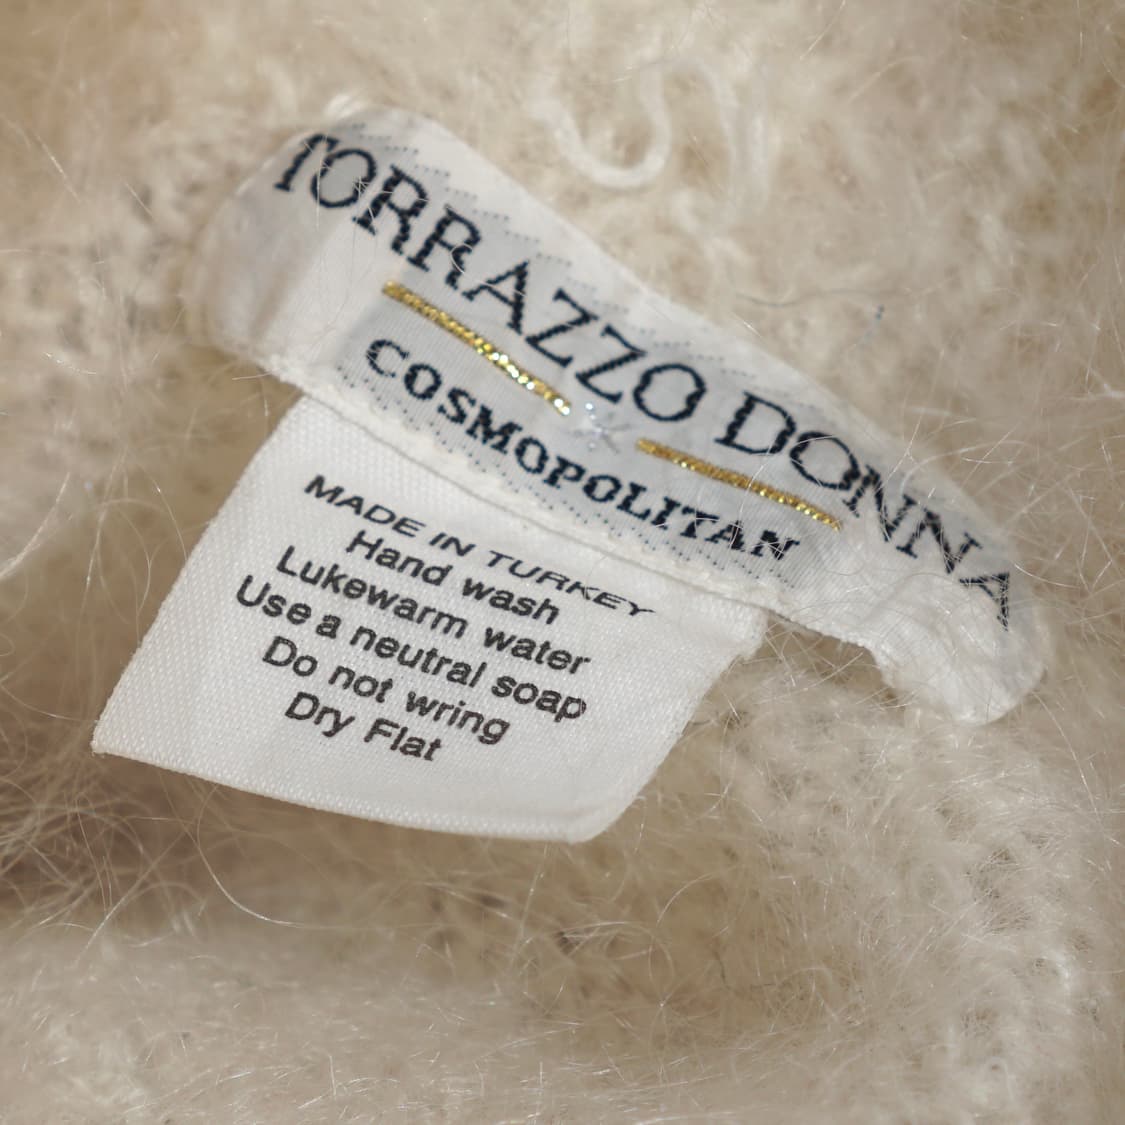 TORRAZZO DONNA
COSMOPOLITAN
MADE IN TURKEY
Hand wash
Lukewarm water
Use a neutral soap
Do not wring
Dry Flat